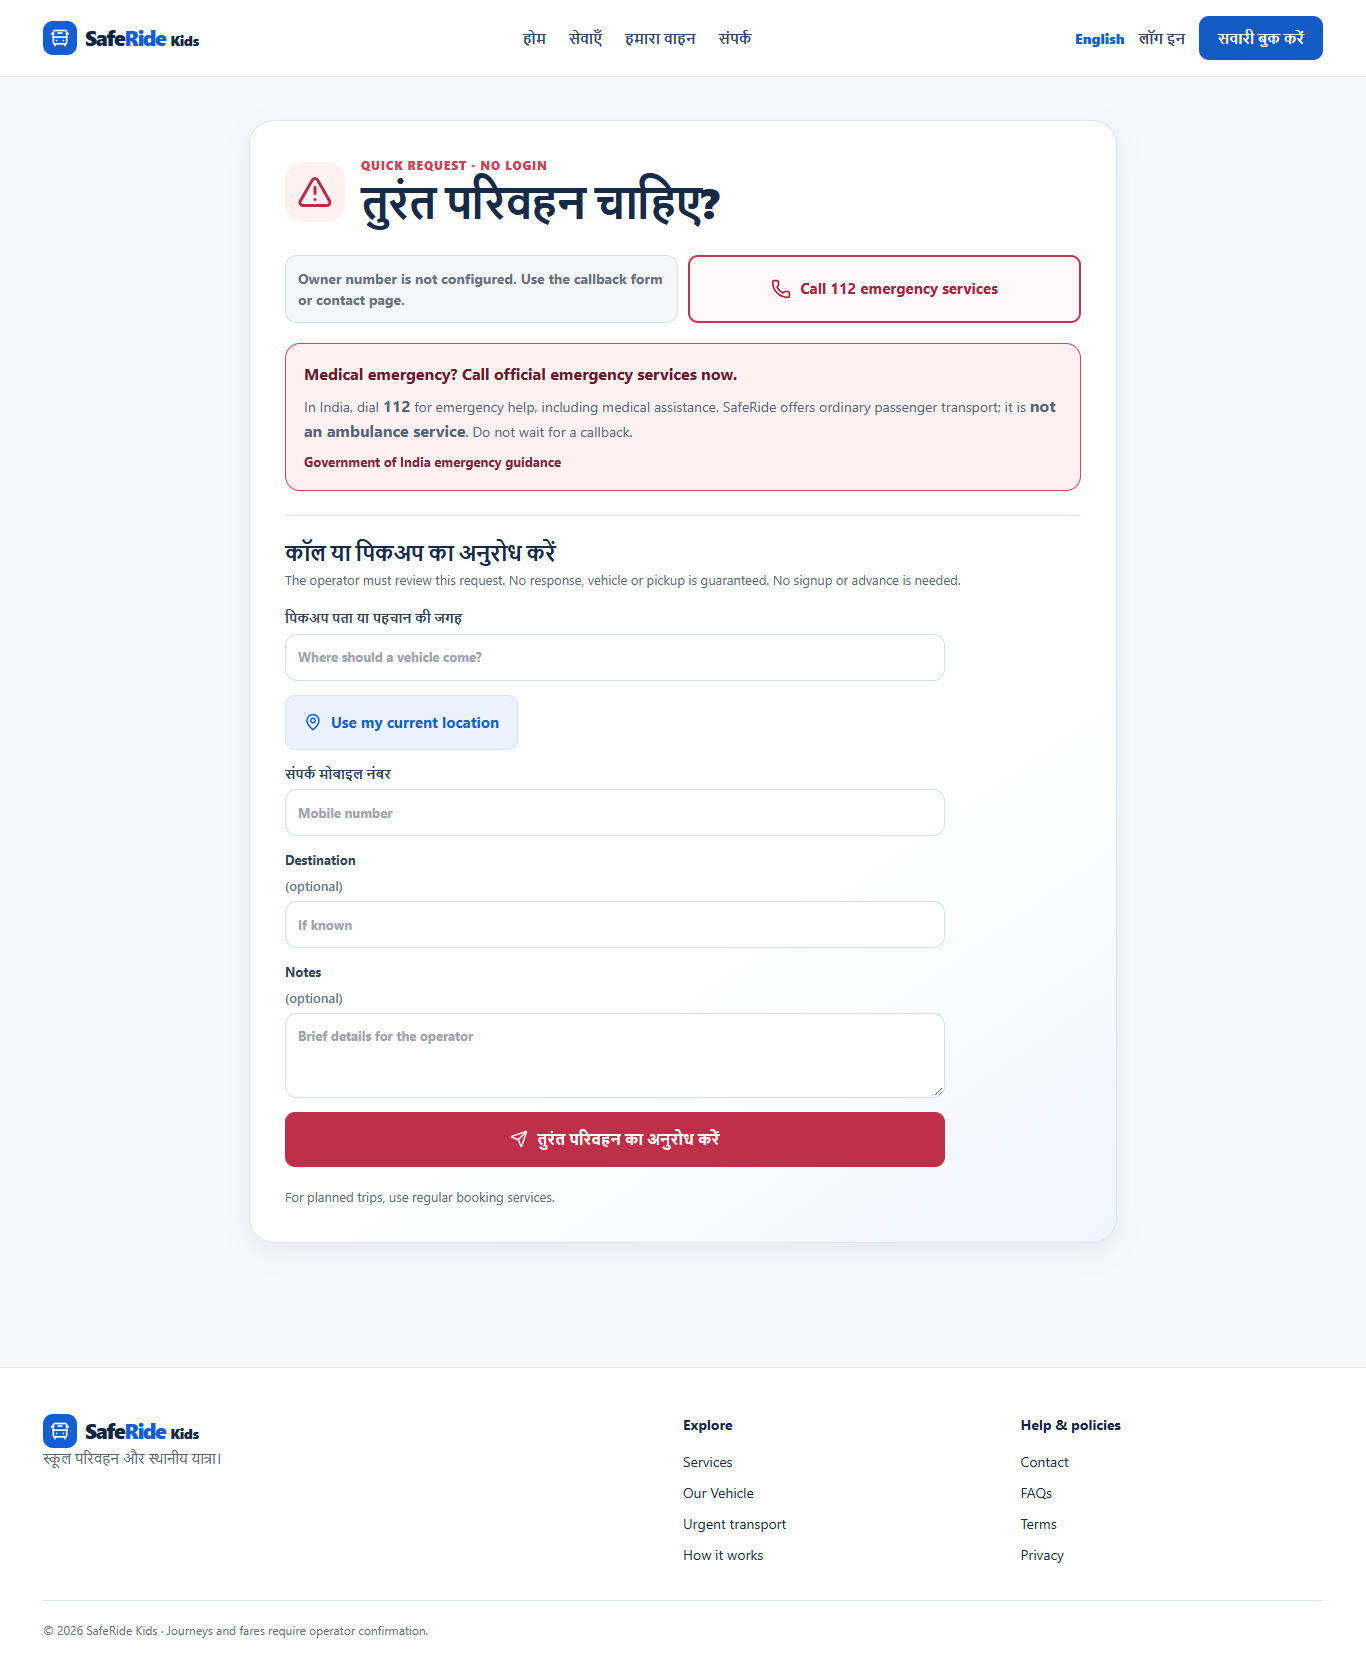 SafeRide Kids
होम सेवाएँ हमारा वाहन संपर्क
English लॉग इन सवारी बुक करें
QUICK REQUEST · NO LOGIN
तुरंत परिवहन चाहिए?
Owner number is not configured. Use the callback form
or contact page.
Call 112 emergency services
Medical emergency? Call official emergency services now.
In India, dial 112 for emergency help, including medical assistance. SafeRide offers ordinary passenger transport; it is not
an ambulance service. Do not wait for a callback.
Government of India emergency guidance
कॉल या पिकअप का अनुरोध करें
The operator must review this request. No response, vehicle or pickup is guaranteed. No signup or advance is needed.
पिकअप पता या पहचान की जगह
Where should a vehicle come?
Use my current location
संपर्क मोबाइल नंबर
Mobile number
Destination
(optional)
If known
Notes
(optional)
Brief details for the operator
तुरंत परिवहन का अनुरोध करें
For planned trips, use regular booking services.
SafeRide Kids
स्कूल परिवहन और स्थानीय यात्रा।
Explore
Services
Our Vehicle
Urgent transport
How it works
Help & policies
Contact
FAQs
Terms
Privacy
© 2026 SafeRide Kids · Journeys and fares require operator confirmation.